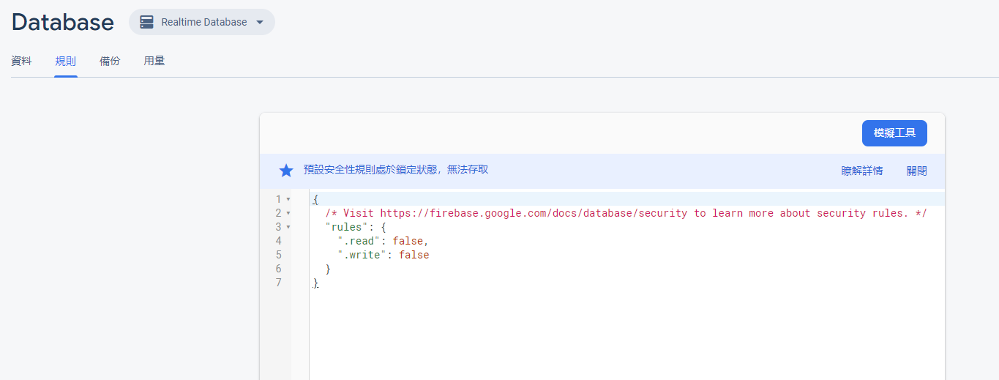 Database
Realtime Database
資料 規則 備份 用量
模擬工具
預設安全性規則處於鎖定狀態，無法存取 瞭解詳情 關閉
1 {
2 /* Visit https://firebase.google.com/docs/database/security to learn more about security rules. */
3 "rules": {
4 ".read": false,
5 ".write": false
6 }
7 }